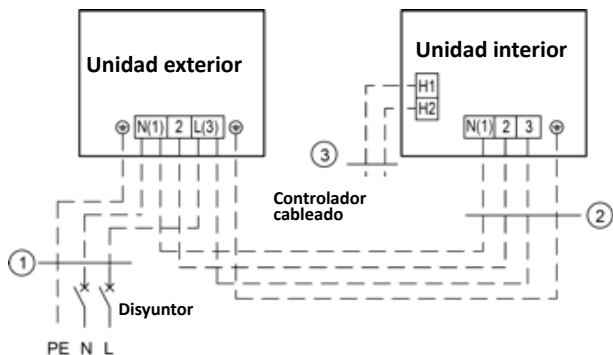 Unidad exterior
N(1) 2 L(3)
Unidad interior
H1
H2
N(1) 2 3
3
Controlador
cableado
2
1
Disyuntor
PE N L